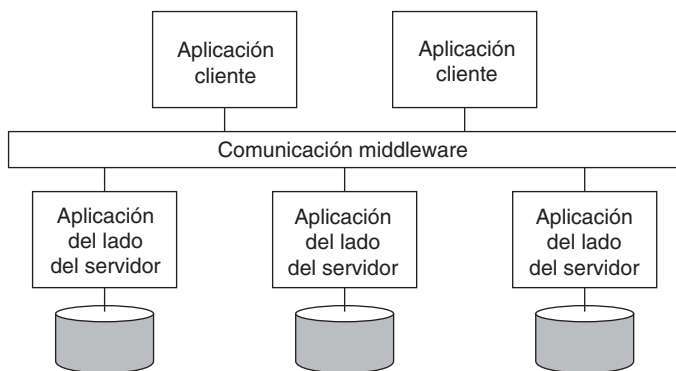 Aplicación
cliente
Aplicación
cliente
Comunicación middleware
Aplicación
del lado
del servidor
Aplicación
del lado
del servidor
Aplicación
del lado
del servidor